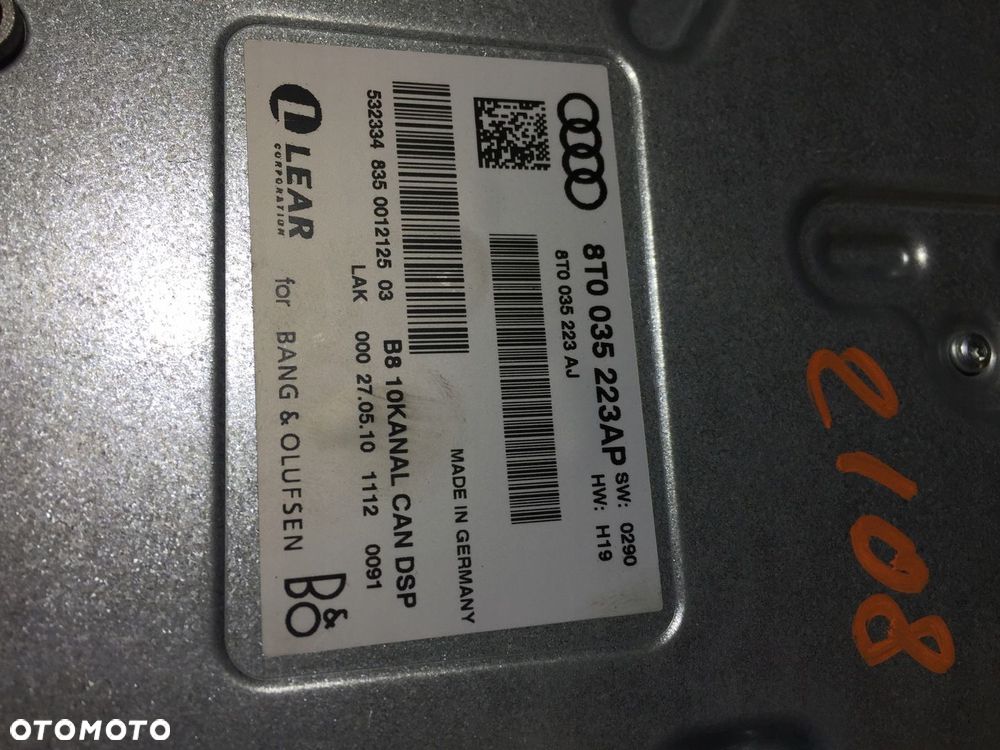 8T0 035 223AP SW: 0290
8T0 035 223 AJ HW: H19
MADE IN GERMANY
B8 10KANAL CAN DSP
532334 835 0012125 03
LAK 000 27.05.10 1112 0091
LEAR
CORPORATION
for BANG & OLUFSEN
B&O
2108
OTOMOTO